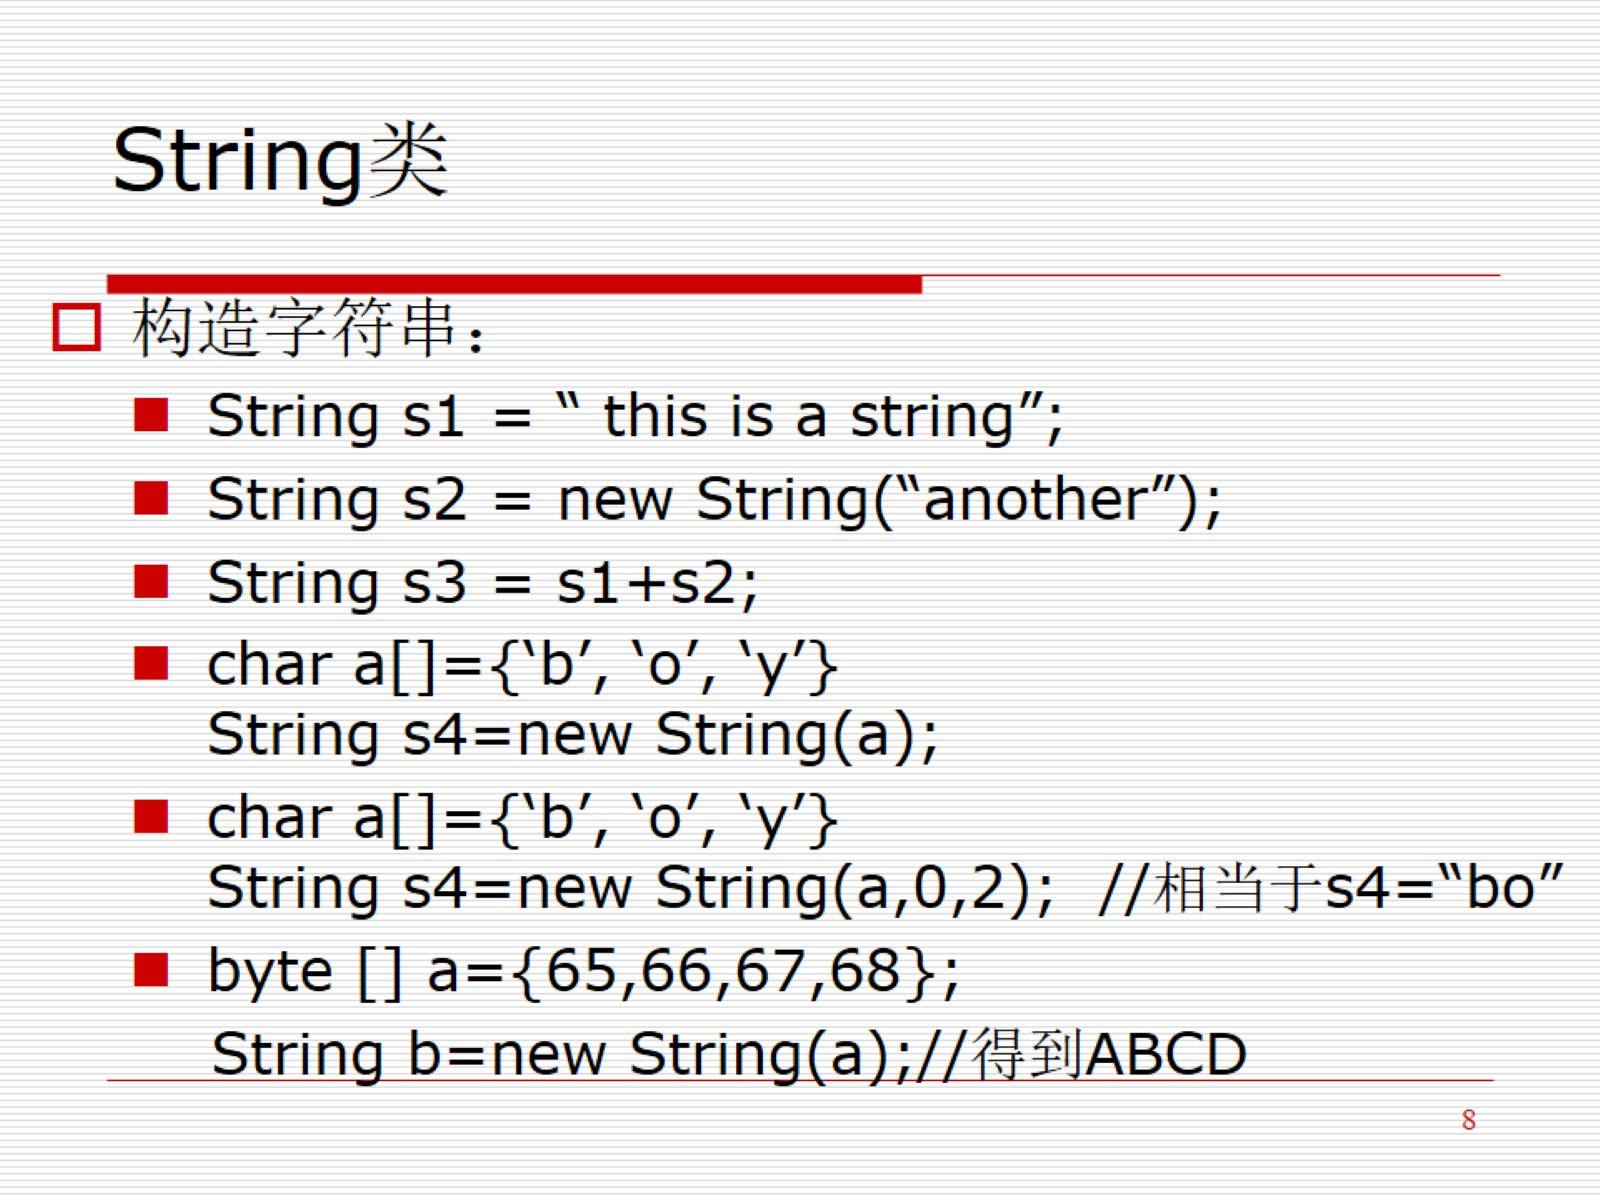 String类
构造字符串：
String s1 = “ this is a string”;
String s2 = new String(“another”);
String s3 = s1+s2;
char a[]={‘b’, ‘o’, ‘y’}
String s4=new String(a);
char a[]={‘b’, ‘o’, ‘y’}
String s4=new String(a,0,2);  //相当于s4=“bo”
byte [] a={65,66,67,68};
String b=new String(a);//得到ABCD
8